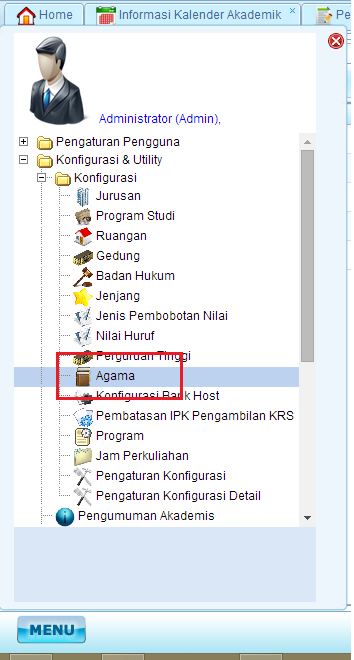 Home
Informasi Kalender Akademik
Pe
Administrator (Admin),
Pengaturan Pengguna
Konfigurasi & Utility
Konfigurasi
Jurusan
Program Studi
Ruangan
Gedung
Badan Hukum
Jenjang
Jenis Pembobotan Nilai
Nilai Huruf
Perguruan Tinggi
Agama
Konfigurasi Bank Host
Pembatasan IPK Pengambilan KRS
Program
Jam Perkuliahan
Pengaturan Konfigurasi
Pengaturan Konfigurasi Detail
Pengumuman Akademis
MENU